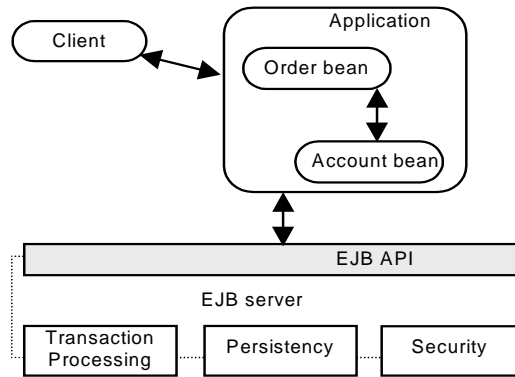 Application
Client
Order bean
Account bean
EJB API
EJB server
Transaction
Processing
Persistency
Security